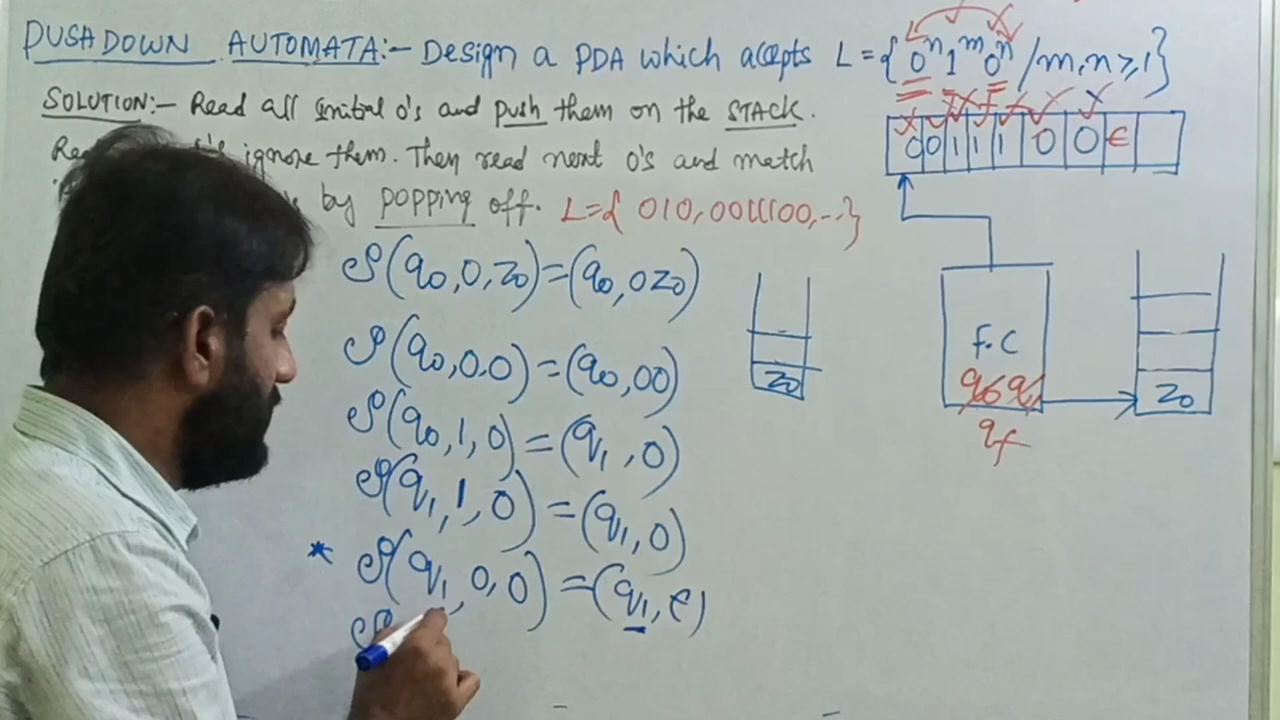 PUSHDOWN AUTOMATA:- Design a PDA which accepts L={0ⁿ1ᵐ0ⁿ/m,n≥1}
SOLUTION:- Read all initial 0's and push them on the STACK.
ignore them. Then read next 0's and match
by popping off. L={010,0011100,...}
0 0 1 1 1 0 0 ϵ
δ(q0,0,z0)=(q0,0z0)
δ(q0,0,0)=(q0,00)
δ(q0,1,0)=(q1,0)
δ(q1,1,0)=(q1,0)
* δ(q1,0,0)=(q1,ϵ)
δ
z0
F.C
q0 q1
qf
z0